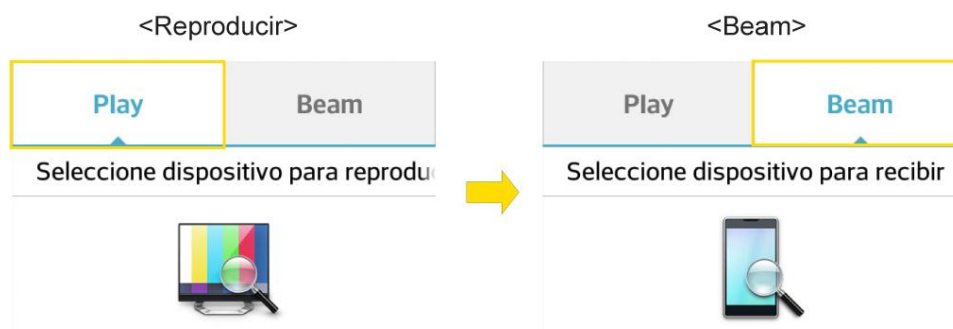 <Reproducir>
<Beam>
Play
Beam
Play
Beam
Seleccione dispositivo para reproduc
Seleccione dispositivo para recibir